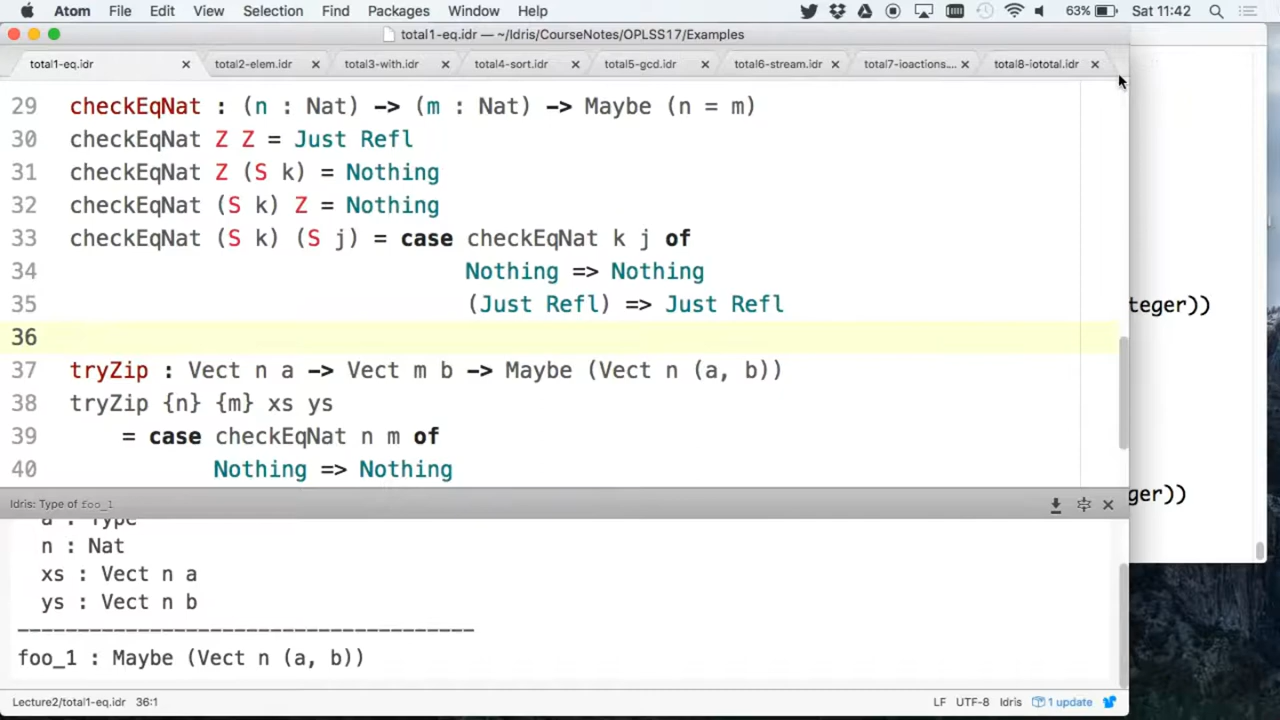 Atom File Edit View Selection Find Packages Window Help 63% Sat 11:42
total1-eq.idr — ~/Idris/CourseNotes/OPLSS17/Examples
total1-eq.idr total2-elem.idr total3-with.idr total4-sort.idr total5-gcd.idr total6-stream.idr total7-ioactions.... total8-iototal.idr
29 checkEqNat : (n : Nat) -> (m : Nat) -> Maybe (n = m)
30 checkEqNat Z Z = Just Refl
31 checkEqNat Z (S k) = Nothing
32 checkEqNat (S k) Z = Nothing
33 checkEqNat (S k) (S j) = case checkEqNat k j of
34 Nothing => Nothing
35 (Just Refl) => Just Refl
teger))
36
37 tryZip : Vect n a -> Vect m b -> Maybe (Vect n (a, b))
38 tryZip {n} {m} xs ys
39 = case checkEqNat n m of
40 Nothing => Nothing
ger))
Idris: Type of foo_1
a : Type
n : Nat
xs : Vect n a
ys : Vect n b
--------------------------------------
foo_1 : Maybe (Vect n (a, b))
Lecture2/total1-eq.idr 36:1 LF UTF-8 Idris 1 update